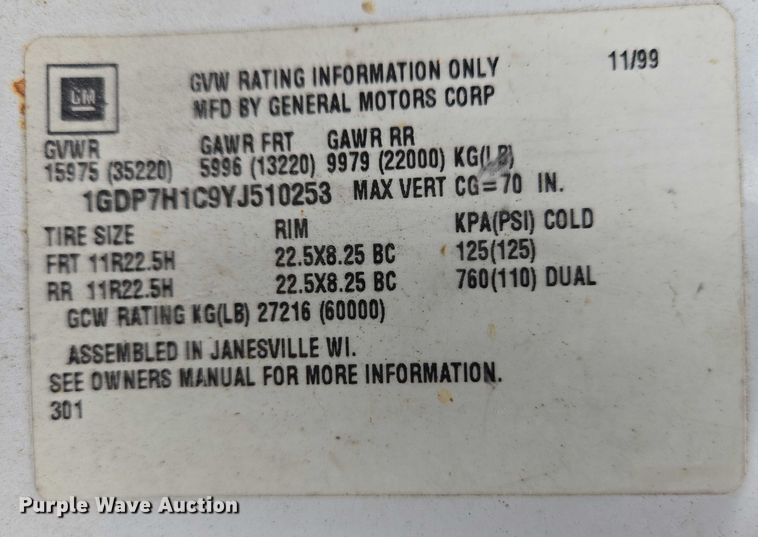 GM
GVW RATING INFORMATION ONLY 11/99
MFD BY GENERAL MOTORS CORP
GVWR GAWR FRT GAWR RR
15975 (35220) 5996 (13220) 9979 (22000) KG(LB)
1GDP7H1C9YJ510253 MAX VERT CG=70 IN.
TIRE SIZE RIM KPA(PSI) COLD
FRT 11R22.5H 22.5X8.25 BC 125(125)
RR 11R22.5H 22.5X8.25 BC 760(110) DUAL
GCW RATING KG(LB) 27216 (60000)
ASSEMBLED IN JANESVILLE WI.
SEE OWNERS MANUAL FOR MORE INFORMATION.
301
Purple Wave Auction